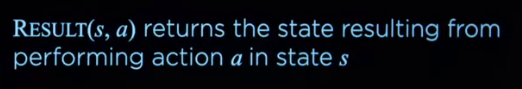 RESULT(s, a) returns the state resulting from
performing action a in state s